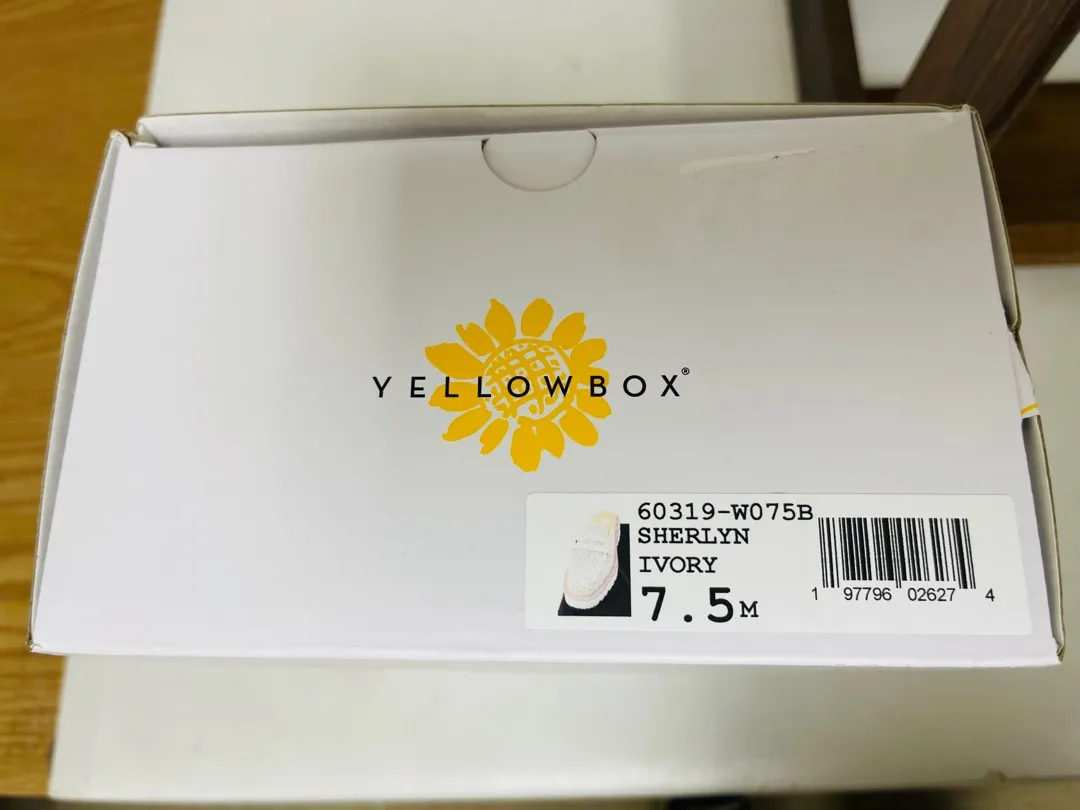 YELLOWBOX®
60319-W075B
SHERLYN
IVORY
7.5M
1 97796 02627 4